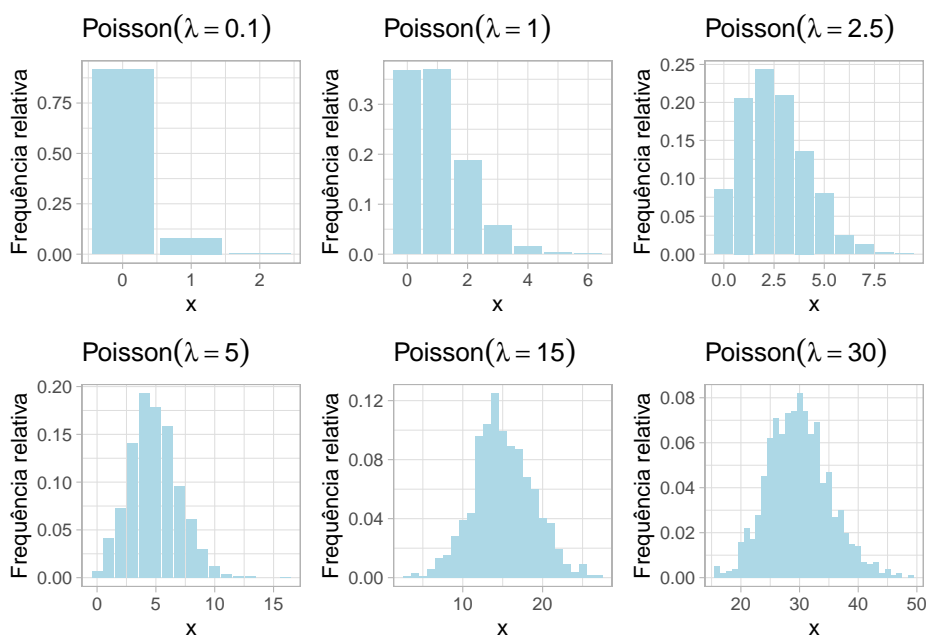 Poisson(λ = 0.1)
Frequência relativa
0.75
0.50
0.25
0.00
0 1 2
x
Poisson(λ = 1)
Frequência relativa
0.3
0.2
0.1
0.0
0 2 4 6
x
Poisson(λ = 2.5)
Frequência relativa
0.25
0.20
0.15
0.10
0.05
0.00
0.0 2.5 5.0 7.5
x
Poisson(λ = 5)
Frequência relativa
0.20
0.15
0.10
0.05
0.00
0 5 10 15
x
Poisson(λ = 15)
Frequência relativa
0.12
0.08
0.04
0.00
10 20
x
Poisson(λ = 30)
Frequência relativa
0.08
0.06
0.04
0.02
0.00
20 30 40 50
x